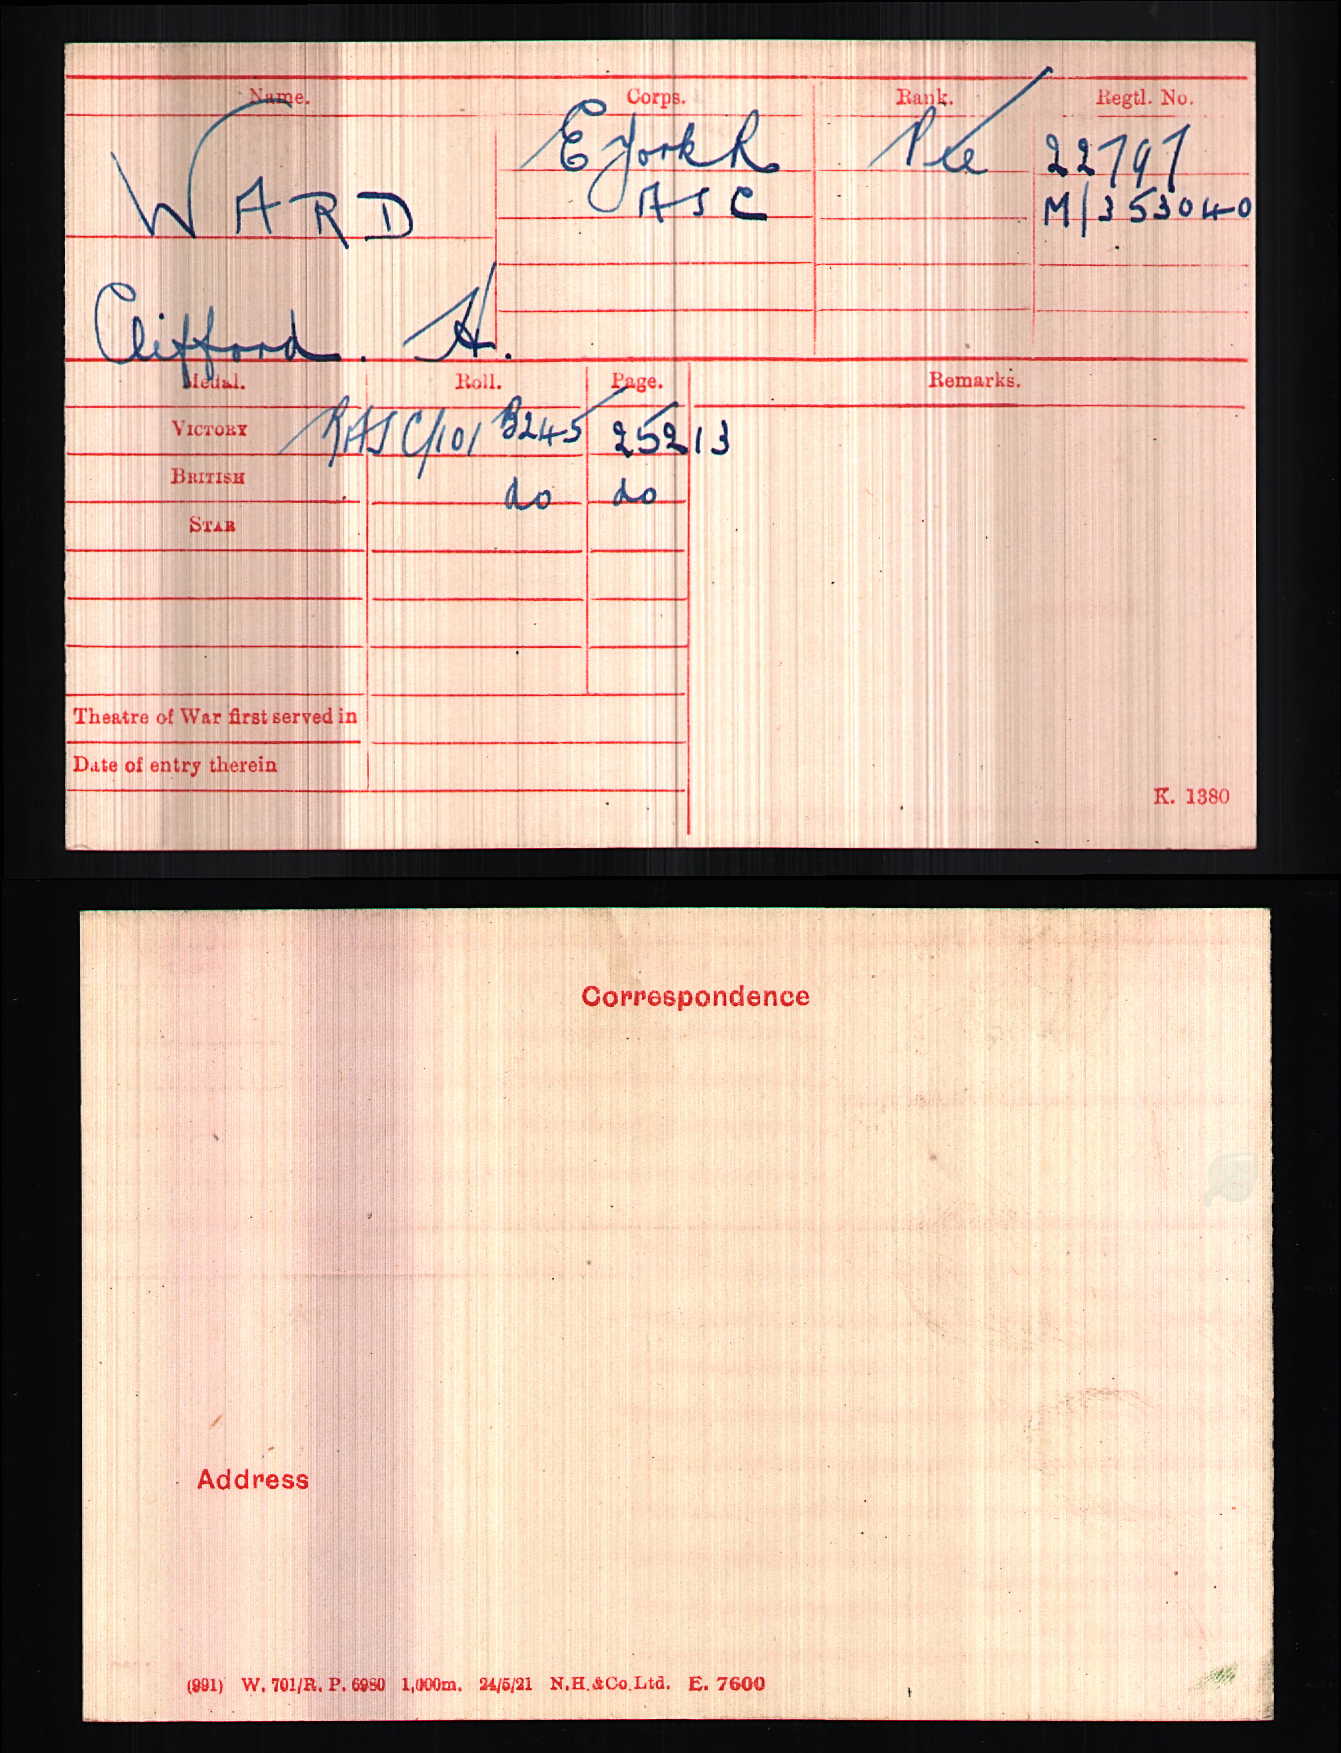 Name. Corps. Rank. Regtl. No.
WARD E York R Pte 22797
ASC M/353040
Clifford. H.
Medal. Roll. Page. Remarks.
VICTORY RASC/101 B245 25213
BRITISH do do
STAR
Theatre of War first served in
Date of entry therein
K. 1380
Correspondence
Address
(991) W. 701/R. P. 6980 1,000m. 24/5/21 N.H.&Co.Ltd. E. 7600